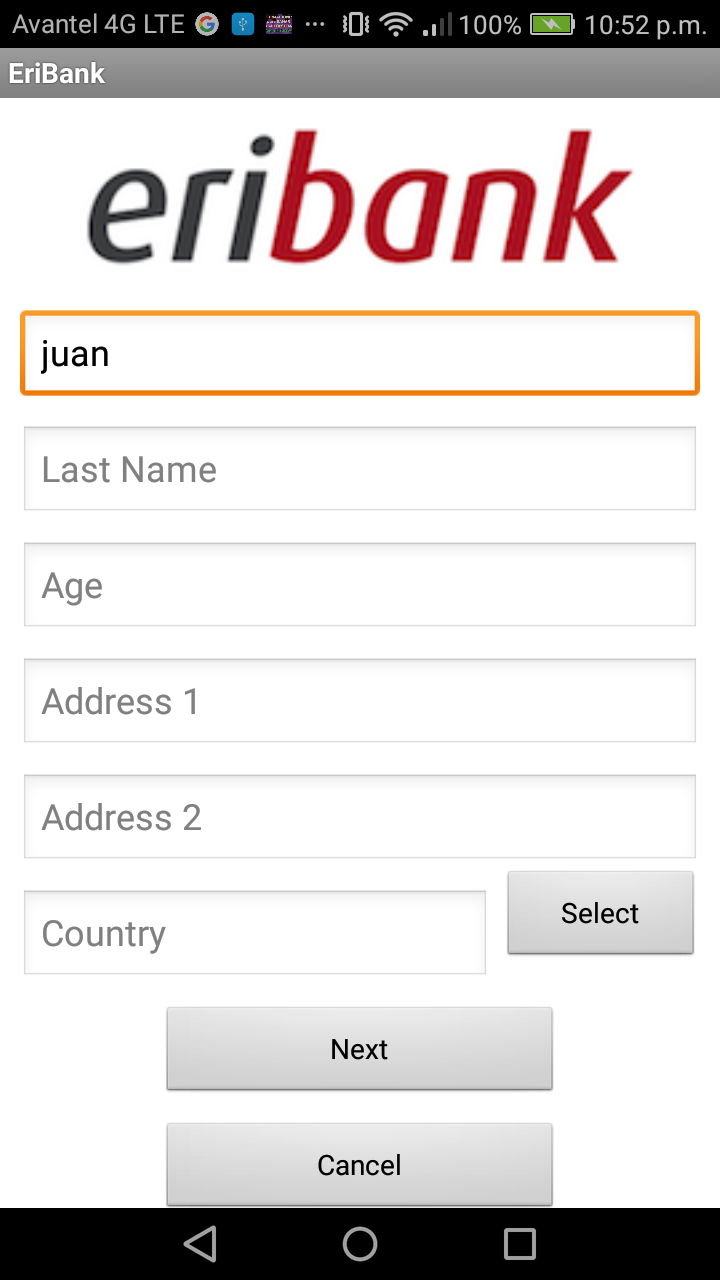 Avantel 4G LTE 100% 10:52 p.m.
EriBank
eribank
juan
Last Name
Age
Address 1
Address 2
Country
Select
Next
Cancel